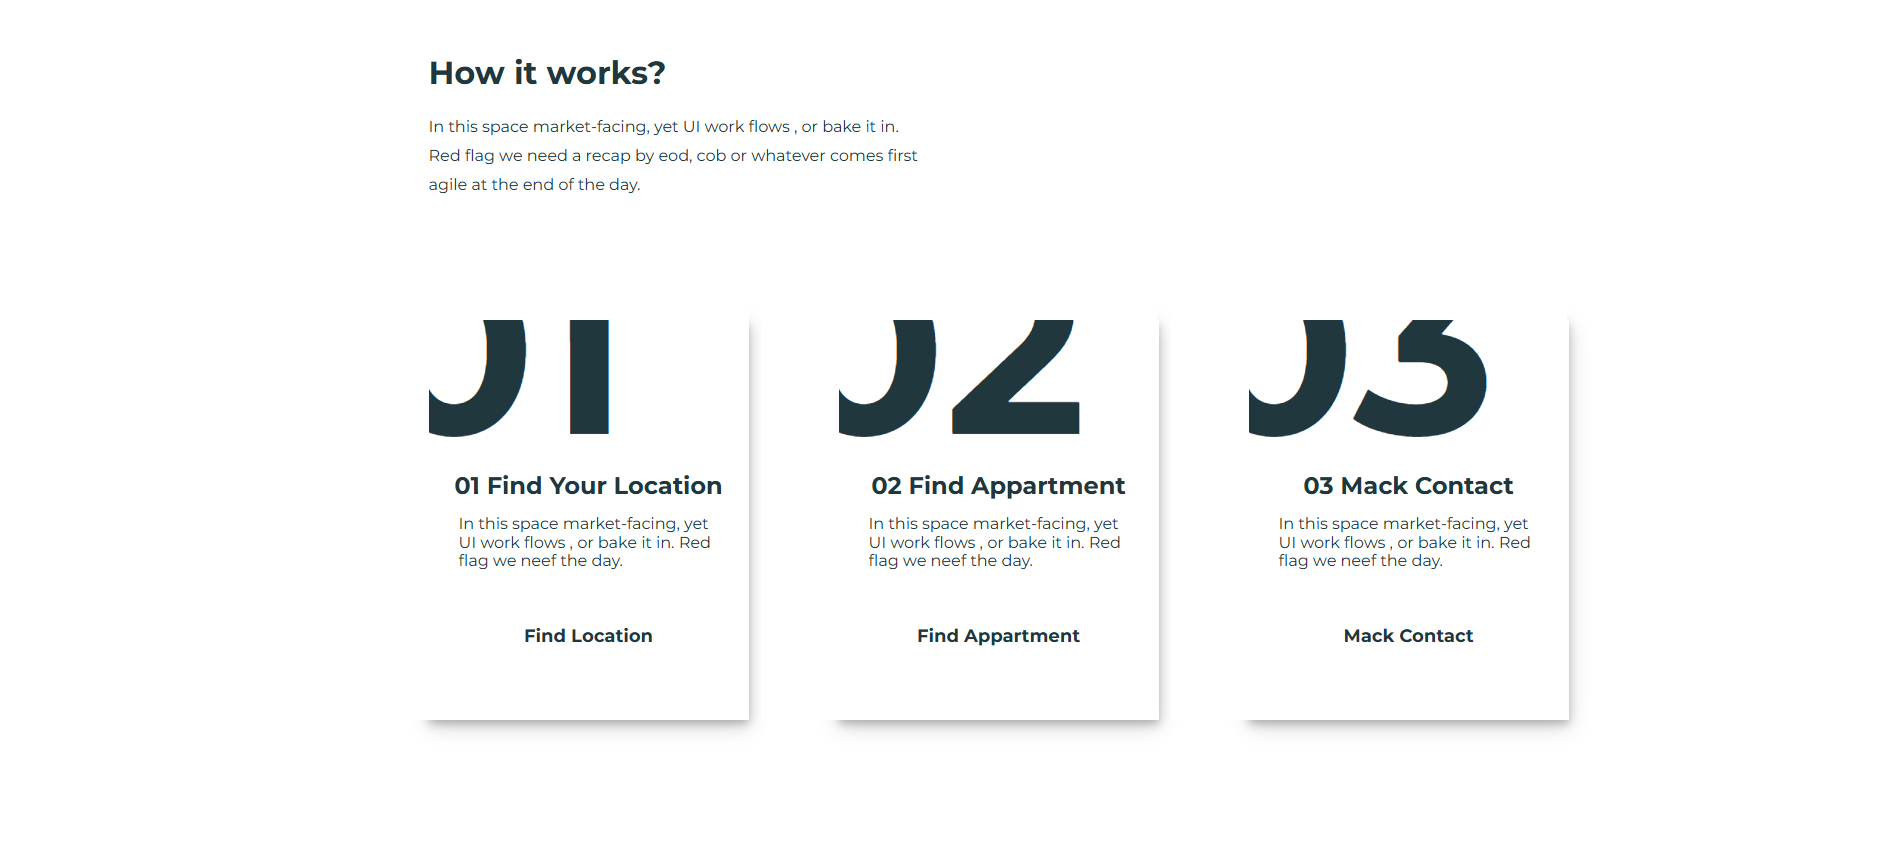 How it works?
In this space market-facing, yet UI work flows , or bake it in.
Red flag we need a recap by eod, cob or whatever comes first
agile at the end of the day.
01
01 Find Your Location
In this space market-facing, yet
UI work flows , or bake it in. Red
flag we neef the day.
Find Location
02
02 Find Appartment
In this space market-facing, yet
UI work flows , or bake it in. Red
flag we neef the day.
Find Appartment
03
03 Mack Contact
In this space market-facing, yet
UI work flows , or bake it in. Red
flag we neef the day.
Mack Contact